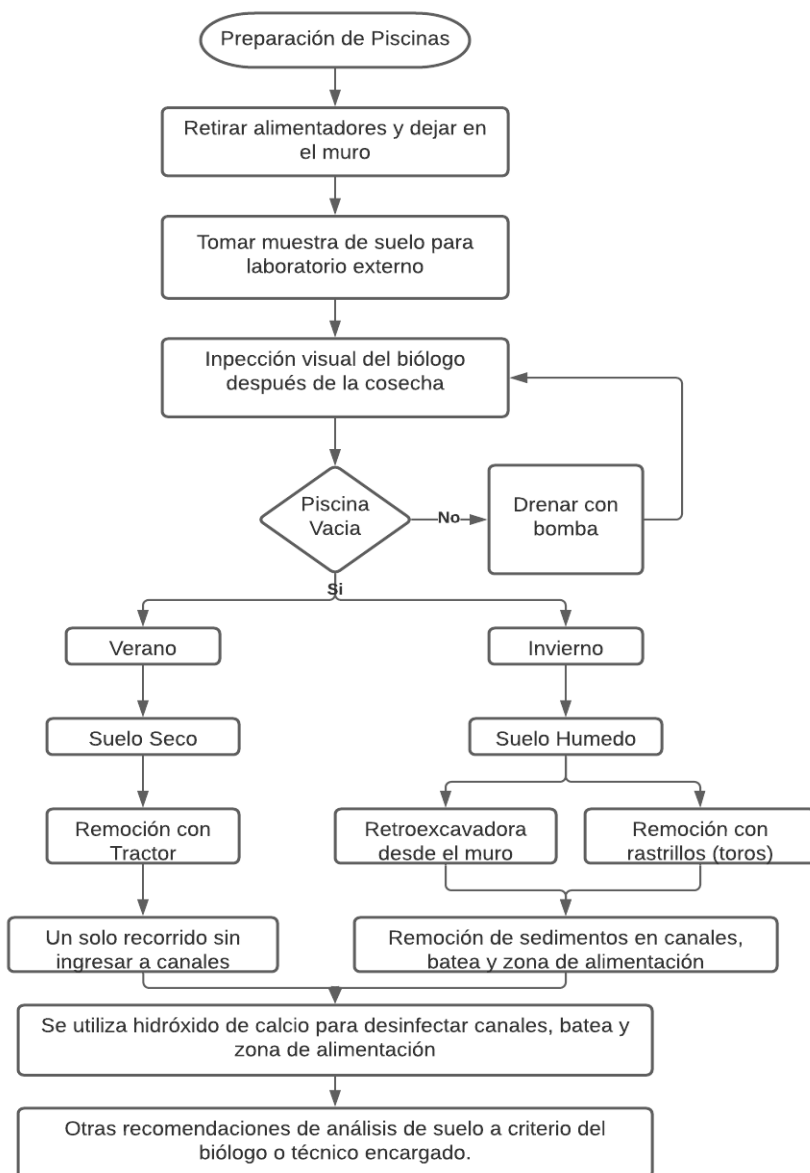 Preparación de Piscinas
Retirar alimentadores y dejar en
el muro
Tomar muestra de suelo para
laboratorio externo
Inpección visual del biólogo
después de la cosecha
Piscina
Vacia
No
Drenar con
bomba
Si
Verano
Invierno
Suelo Seco
Suelo Humedo
Remoción con
Tractor
Retroexcavadora
desde el muro
Remoción con
rastrillos (toros)
Un solo recorrido sin
ingresar a canales
Remoción de sedimentos en canales,
batea y zona de alimentación
Se utiliza hidróxido de calcio para desinfectar canales, batea y
zona de alimentación
Otras recomendaciones de análisis de suelo a criterio del
biólogo o técnico encargado.